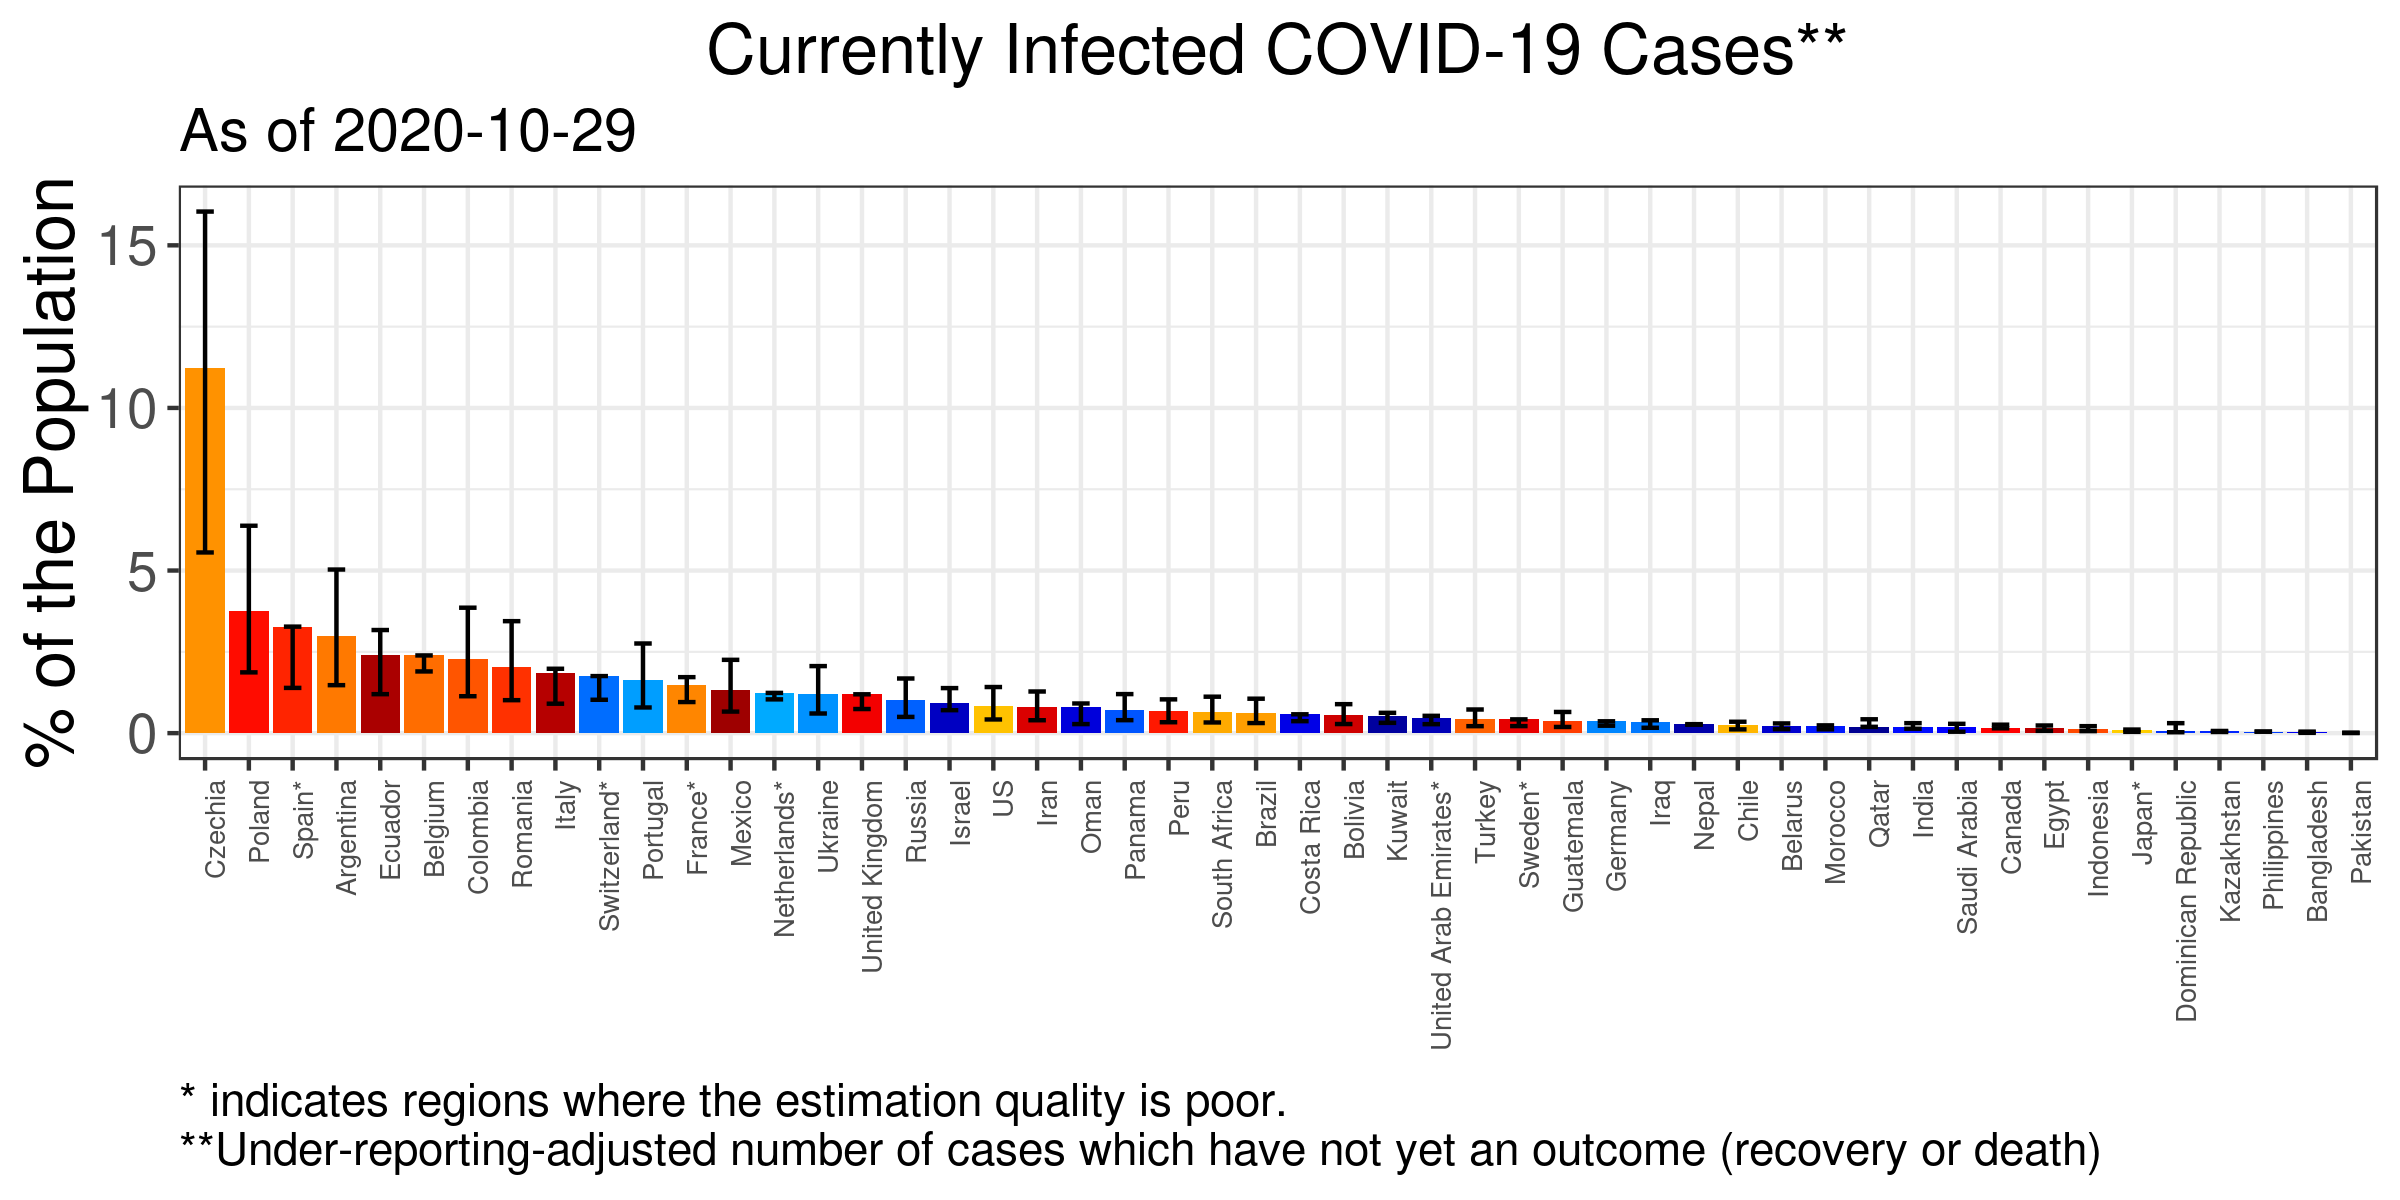 Currently Infected COVID-19 Cases**
As of 2020-10-29
% of the Population
15
10
5
0
Czechia
Poland
Spain*
Argentina
Ecuador
Belgium
Colombia
Romania
Italy
Switzerland*
Portugal
France*
Mexico
Netherlands*
Ukraine
United Kingdom
Russia
Israel
US
Iran
Oman
Panama
Peru
South Africa
Brazil
Costa Rica
Bolivia
Kuwait
United Arab Emirates*
Turkey
Sweden*
Guatemala
Germany
Iraq
Nepal
Chile
Belarus
Morocco
Qatar
India
Saudi Arabia
Canada
Egypt
Indonesia
Japan*
Dominican Republic
Kazakhstan
Philippines
Bangladesh
Pakistan
* indicates regions where the estimation quality is poor.
**Under-reporting-adjusted number of cases which have not yet an outcome (recovery or death)